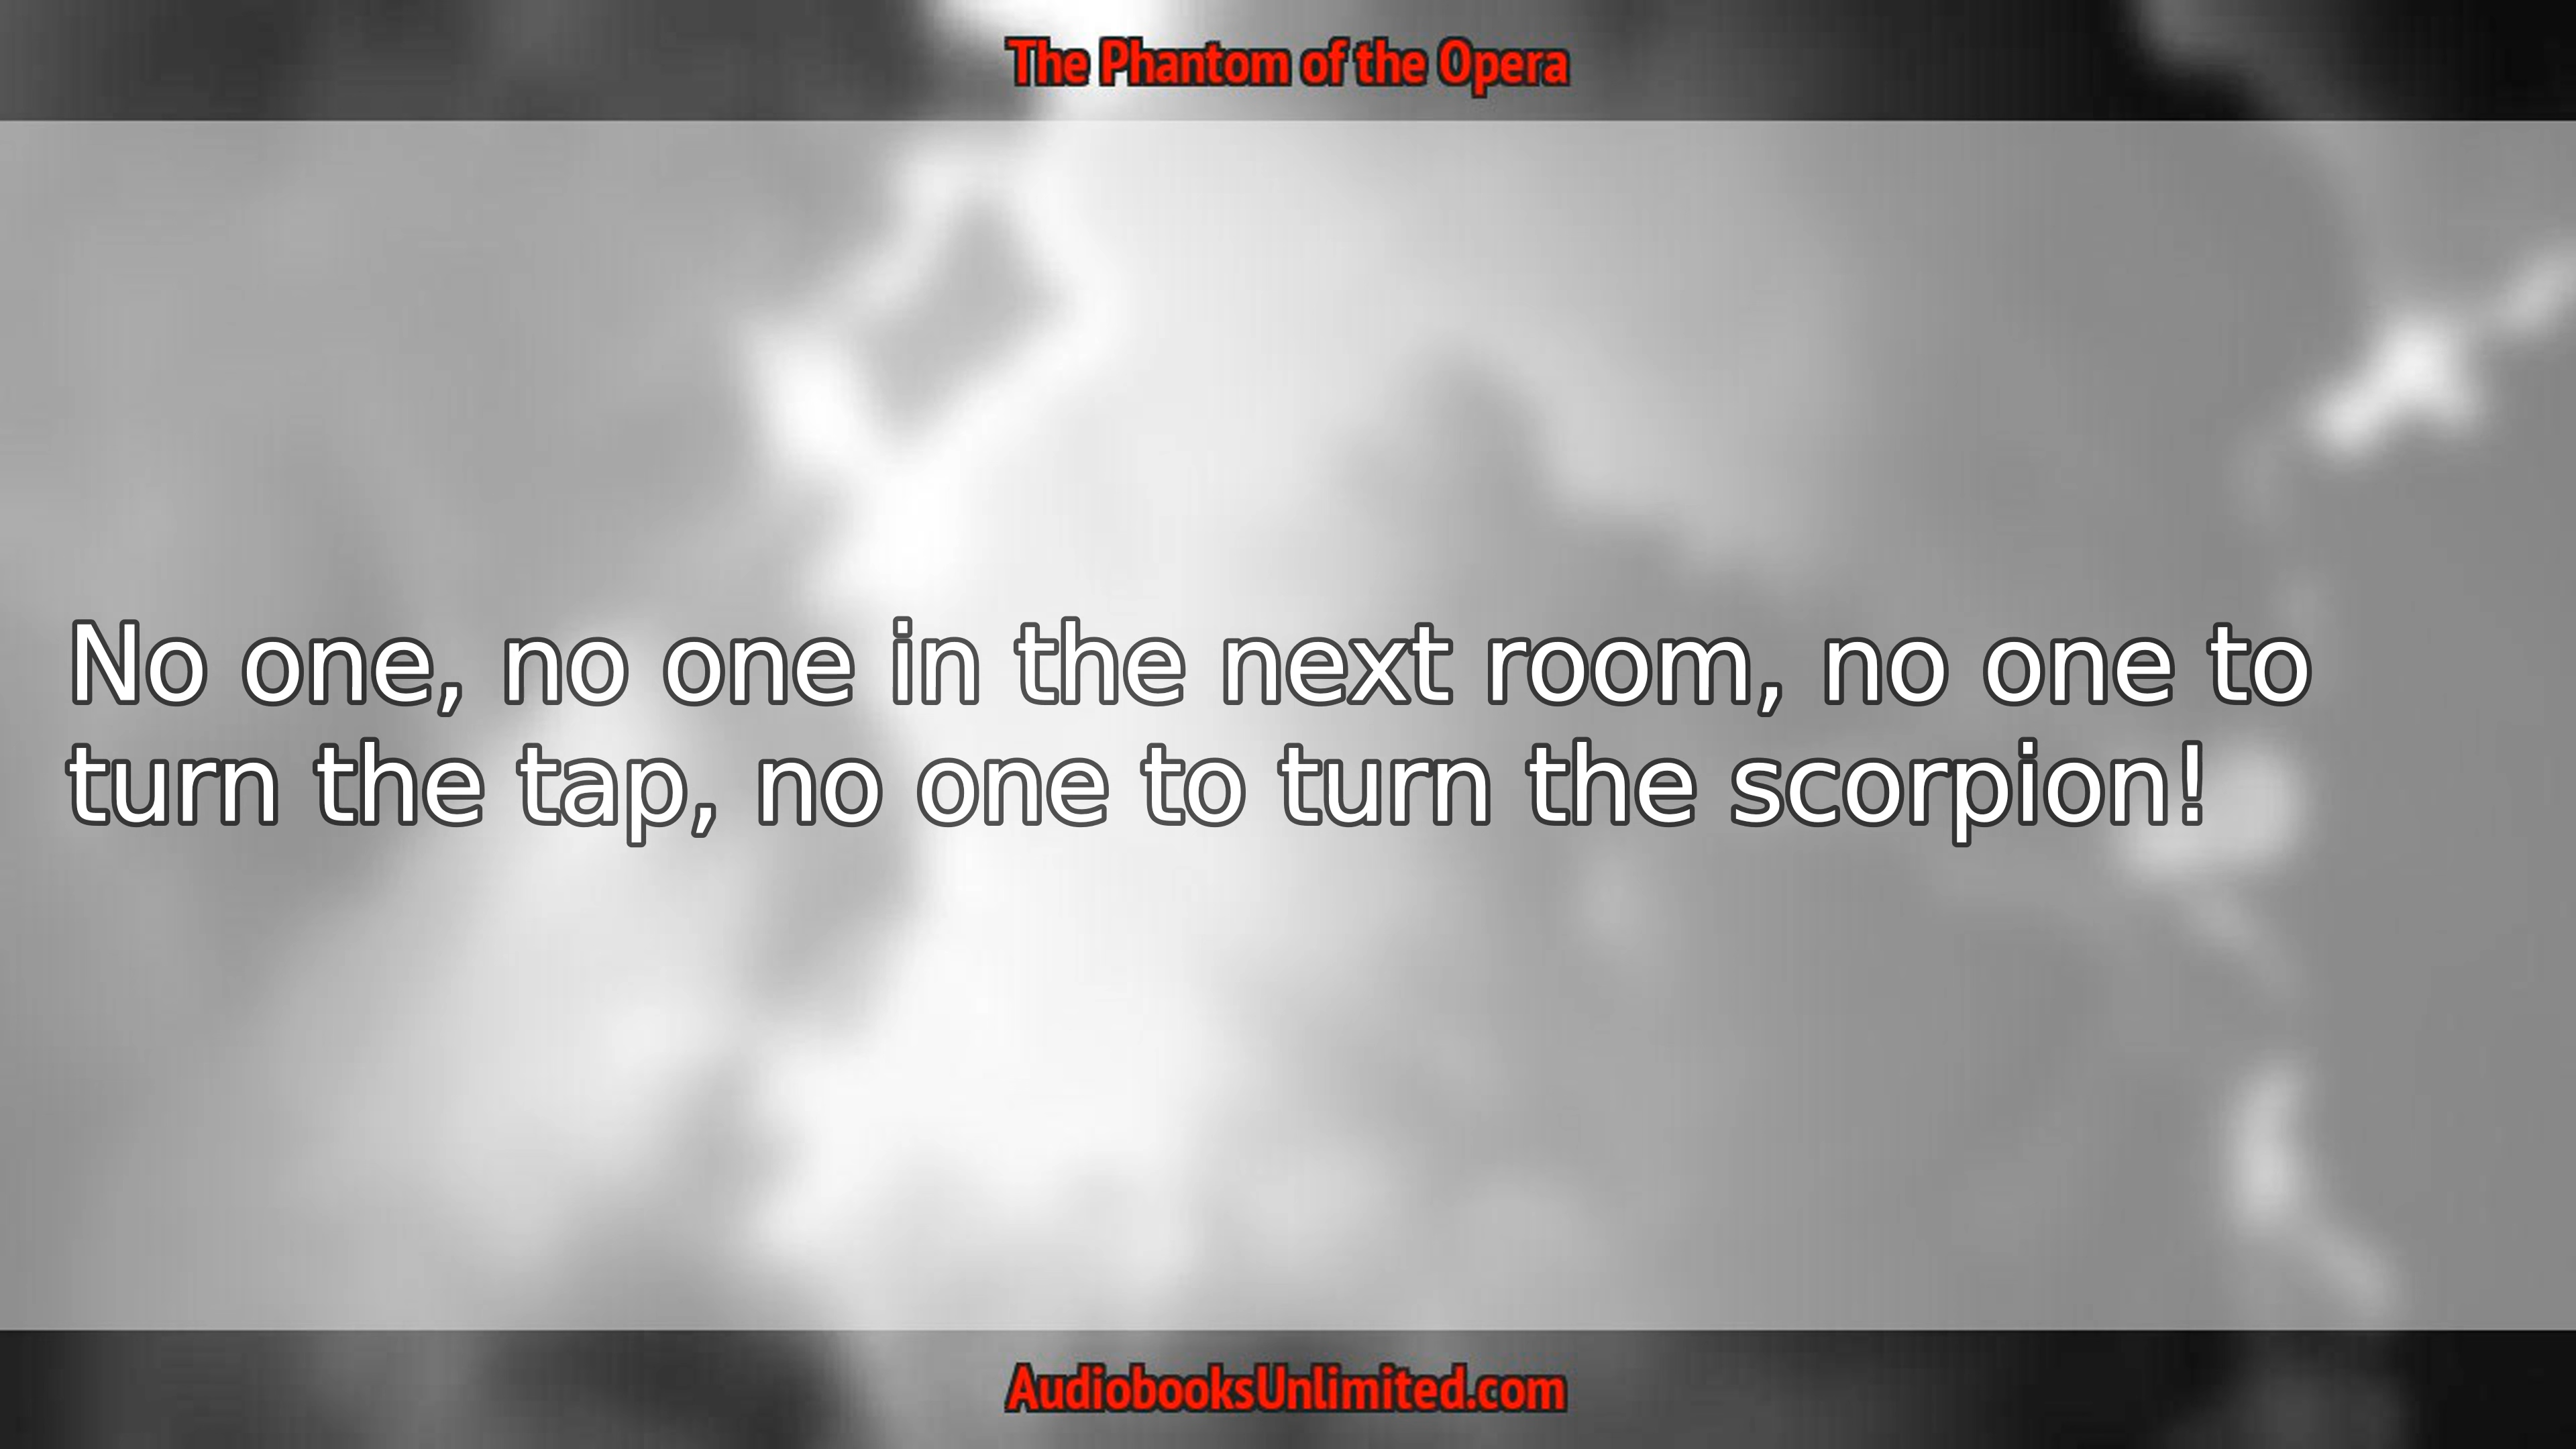 The Phantom of the Opera
No one, no one in the next room, no one to
turn the tap, no one to turn the scorpion!
AudiobooksUnlimited.com